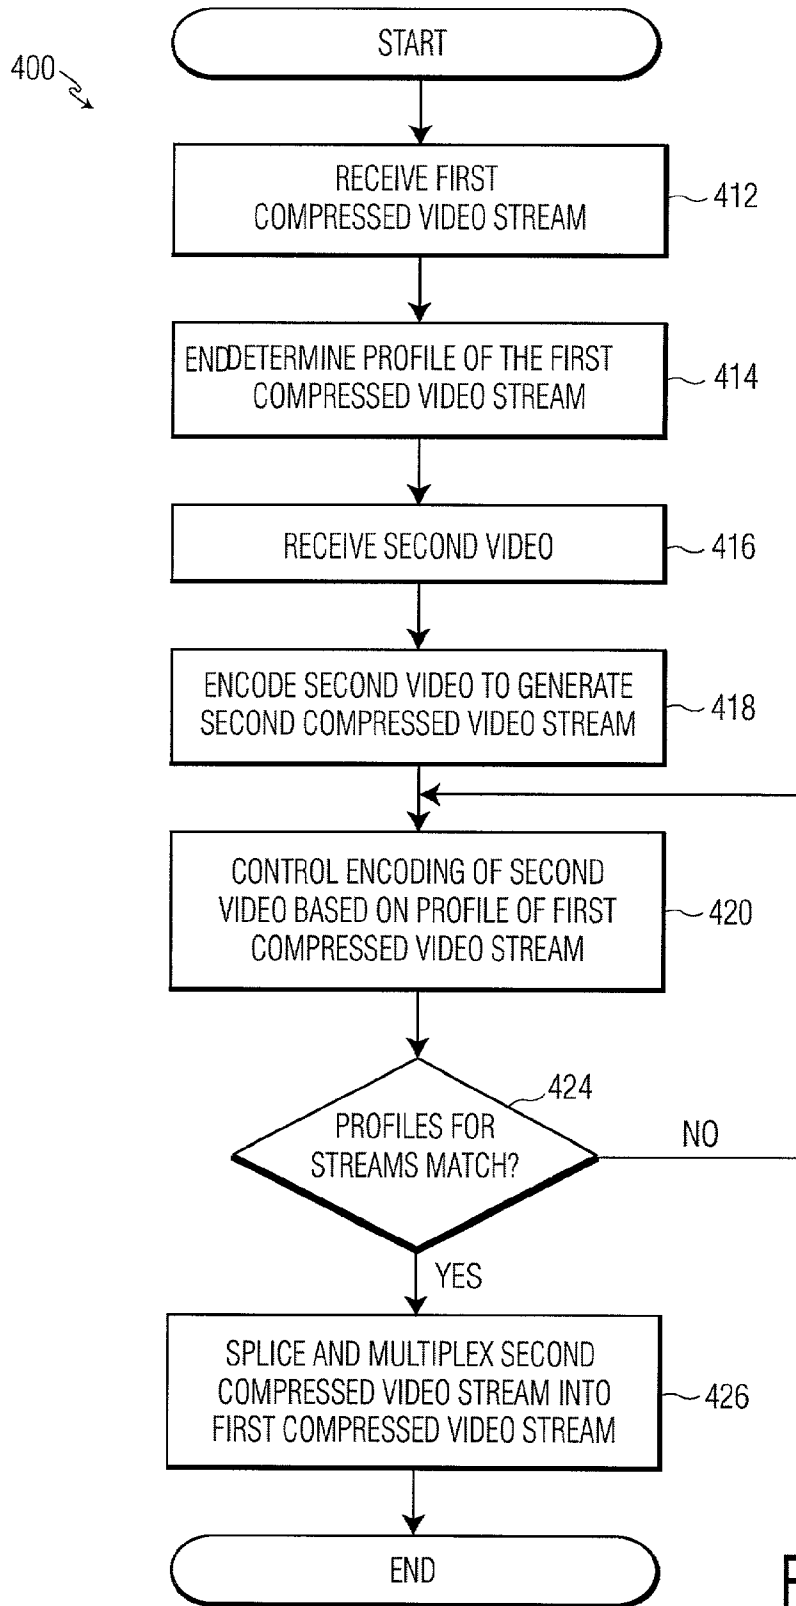 START
400
RECEIVE FIRST
COMPRESSED VIDEO STREAM
412
ENDDETERMINE PROFILE OF THE FIRST
COMPRESSED VIDEO STREAM
414
RECEIVE SECOND VIDEO
416
ENCODE SECOND VIDEO TO GENERATE
SECOND COMPRESSED VIDEO STREAM
418
CONTROL ENCODING OF SECOND
VIDEO BASED ON PROFILE OF FIRST
COMPRESSED VIDEO STREAM
420
424
PROFILES FOR
STREAMS MATCH?
NO
YES
SPLICE AND MULTIPLEX SECOND
COMPRESSED VIDEO STREAM INTO
FIRST COMPRESSED VIDEO STREAM
426
END